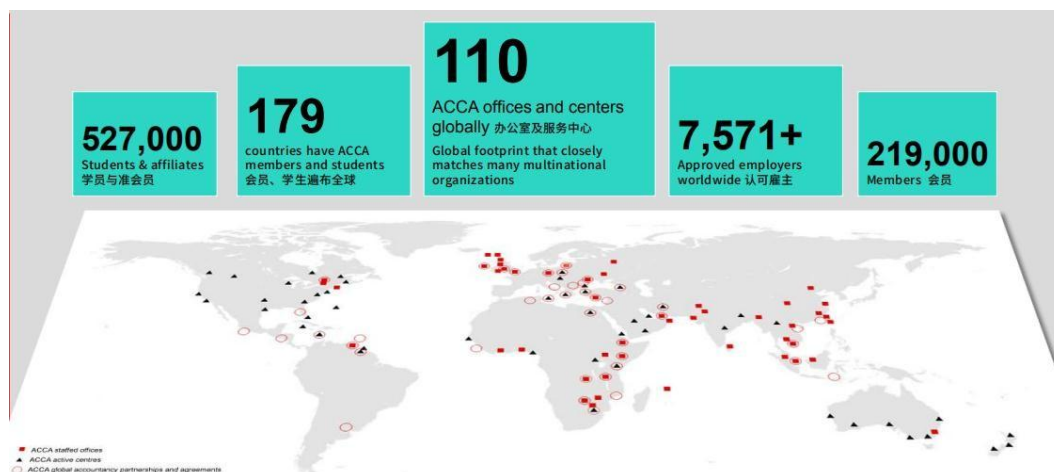 527,000
Students & affiliates
学员与准会员
179
countries have ACCA
members and students
会员、学生遍布全球
110
ACCA offices and centers
globally 办公室及服务中心
Global footprint that closely
matches many multinational
organizations
7,571+
Approved employers
worldwide 认可雇主
219,000
Members 会员
ACCA staffed offices
ACCA active centres
ACCA global accountancy partnerships and agreements